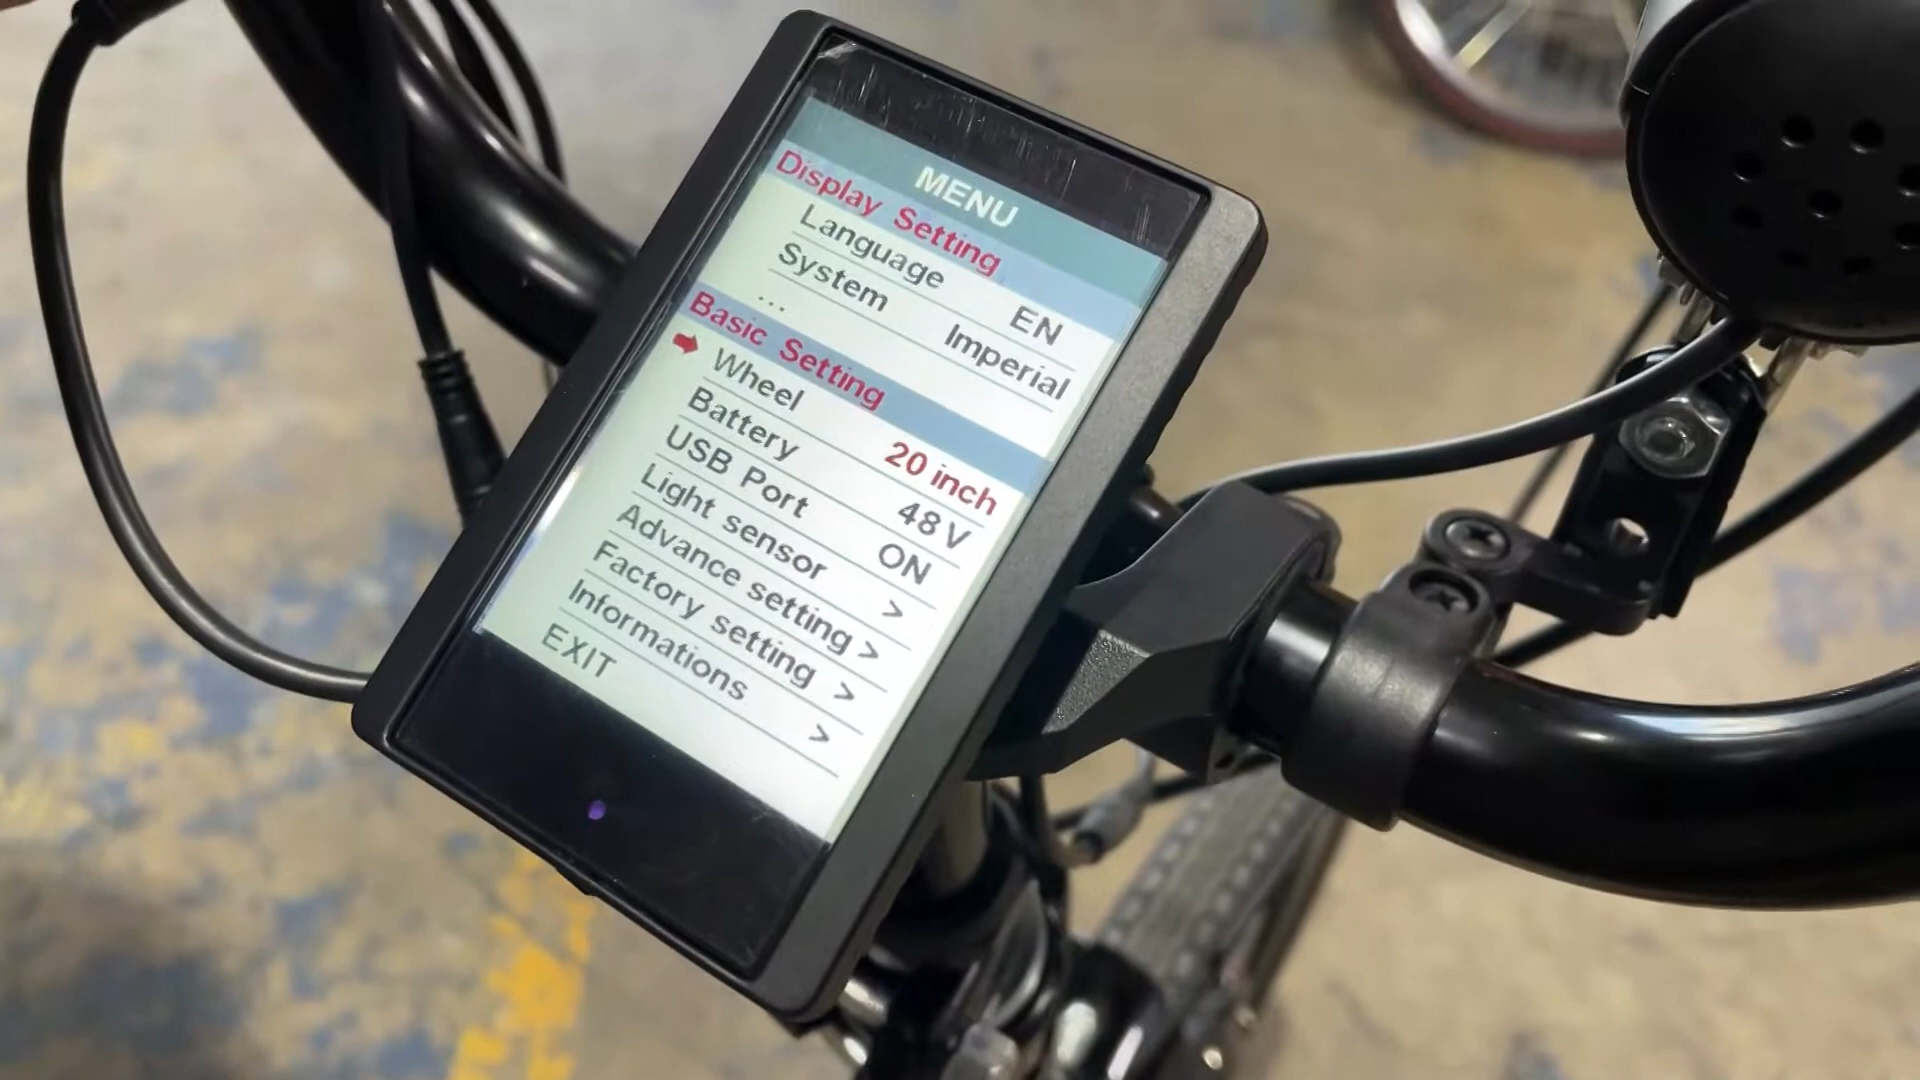 MENU
Display Setting
Language EN
System Imperial
...
Basic Setting
Wheel 20 inch
Battery 48 V
USB Port ON
Light sensor >
Advance setting >
Factory setting >
Informations >
EXIT